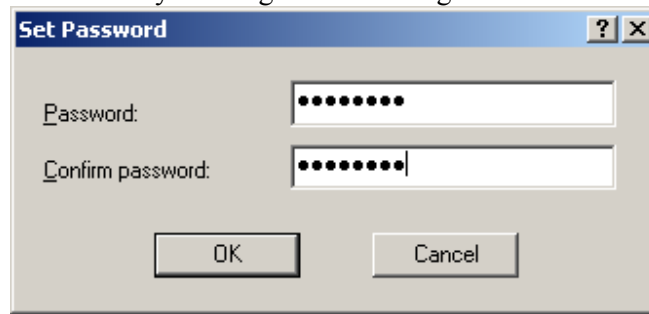 Set Password
? ×
Password:
••••••••
Confirm password:
••••••••
OK
Cancel